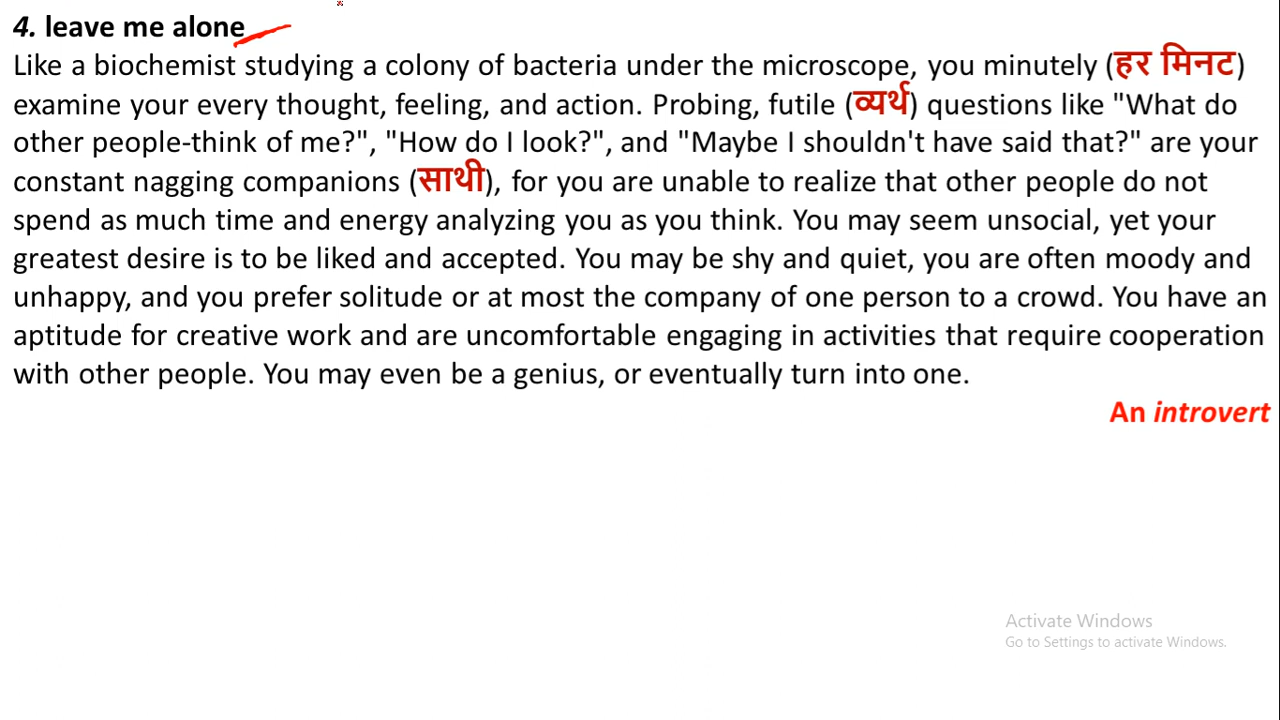 4. leave me alone
Like a biochemist studying a colony of bacteria under the microscope, you minutely (हर मिनट)
examine your every thought, feeling, and action. Probing, futile (व्यर्थ) questions like "What do
other people-think of me?", "How do I look?", and "Maybe I shouldn't have said that?" are your
constant nagging companions (साथी), for you are unable to realize that other people do not
spend as much time and energy analyzing you as you think. You may seem unsocial, yet your
greatest desire is to be liked and accepted. You may be shy and quiet, you are often moody and
unhappy, and you prefer solitude or at most the company of one person to a crowd. You have an
aptitude for creative work and are uncomfortable engaging in activities that require cooperation
with other people. You may even be a genius, or eventually turn into one.
An introvert
Activate Windows
Go to Settings to activate Windows.